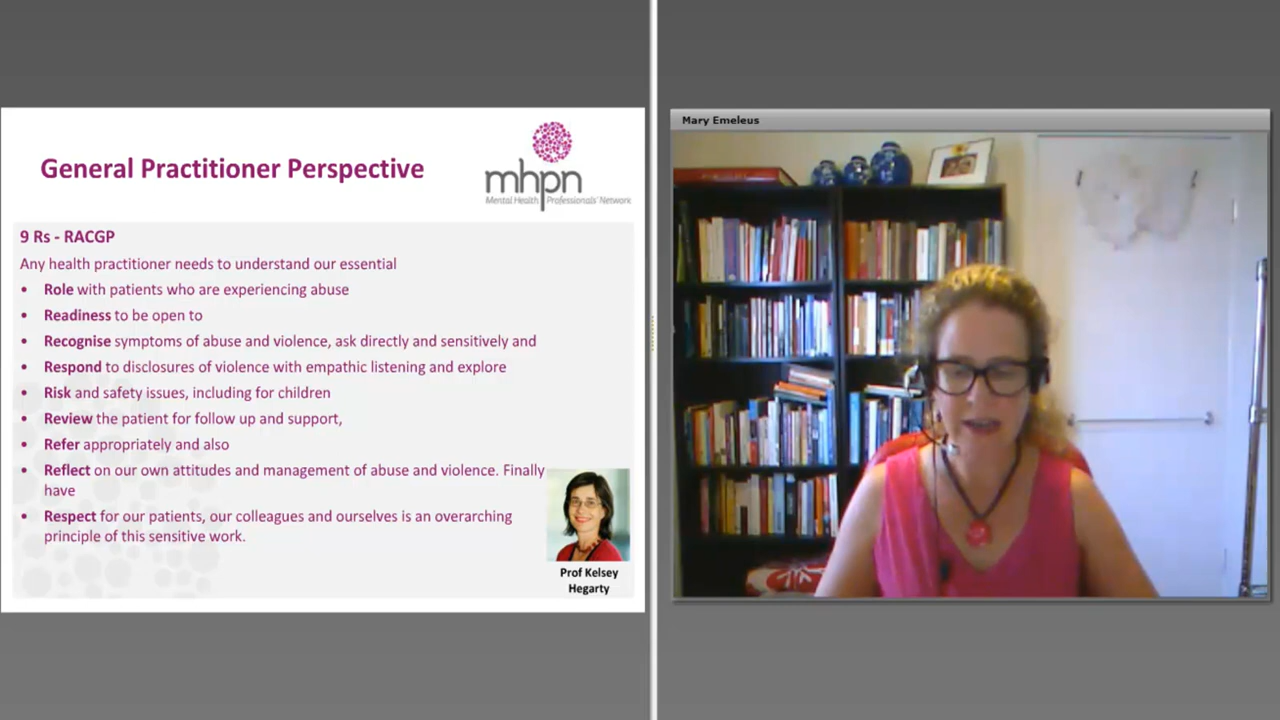 General Practitioner Perspective
mhpn
Mental Health Professionals' Network
9 Rs - RACGP
Any health practitioner needs to understand our essential
• Role with patients who are experiencing abuse
• Readiness to be open to
• Recognise symptoms of abuse and violence, ask directly and sensitively and
• Respond to disclosures of violence with empathic listening and explore
• Risk and safety issues, including for children
• Review the patient for follow up and support,
• Refer appropriately and also
• Reflect on our own attitudes and management of abuse and violence. Finally
have
• Respect for our patients, our colleagues and ourselves is an overarching
principle of this sensitive work.
Prof Kelsey
Hegarty
Mary Emeleus